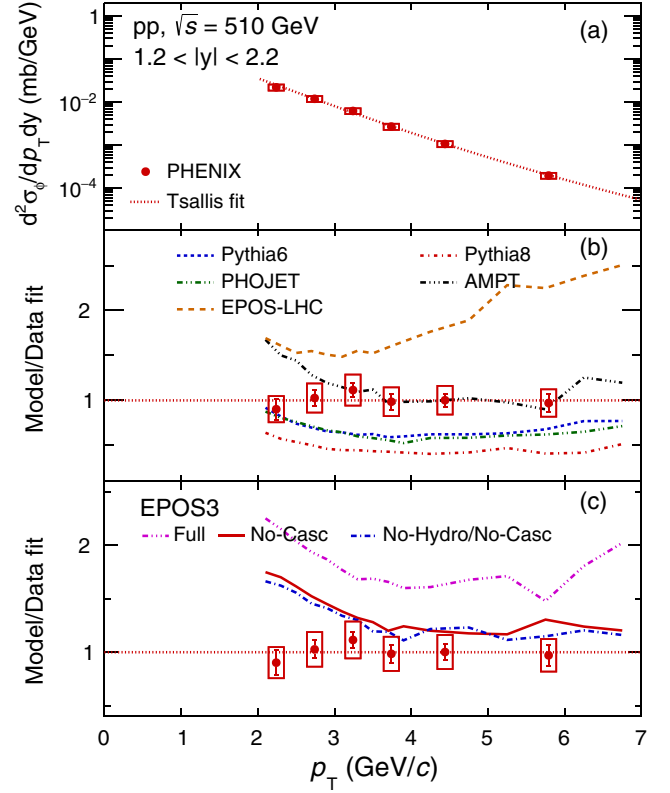 1
10⁻²
10⁻⁴
d²σ_ϕ/dp_T dy (mb/GeV)
pp, √s = 510 GeV
1.2 < |y| < 2.2
(a)
PHENIX
Tsallis fit
(b)
Pythia6
Pythia8
PHOJET
AMPT
EPOS-LHC
2
1
Model/Data fit
(c)
EPOS3
Full
No-Casc
No-Hydro/No-Casc
2
1
Model/Data fit
0 1 2 3 4 5 6 7
p_T (GeV/c)